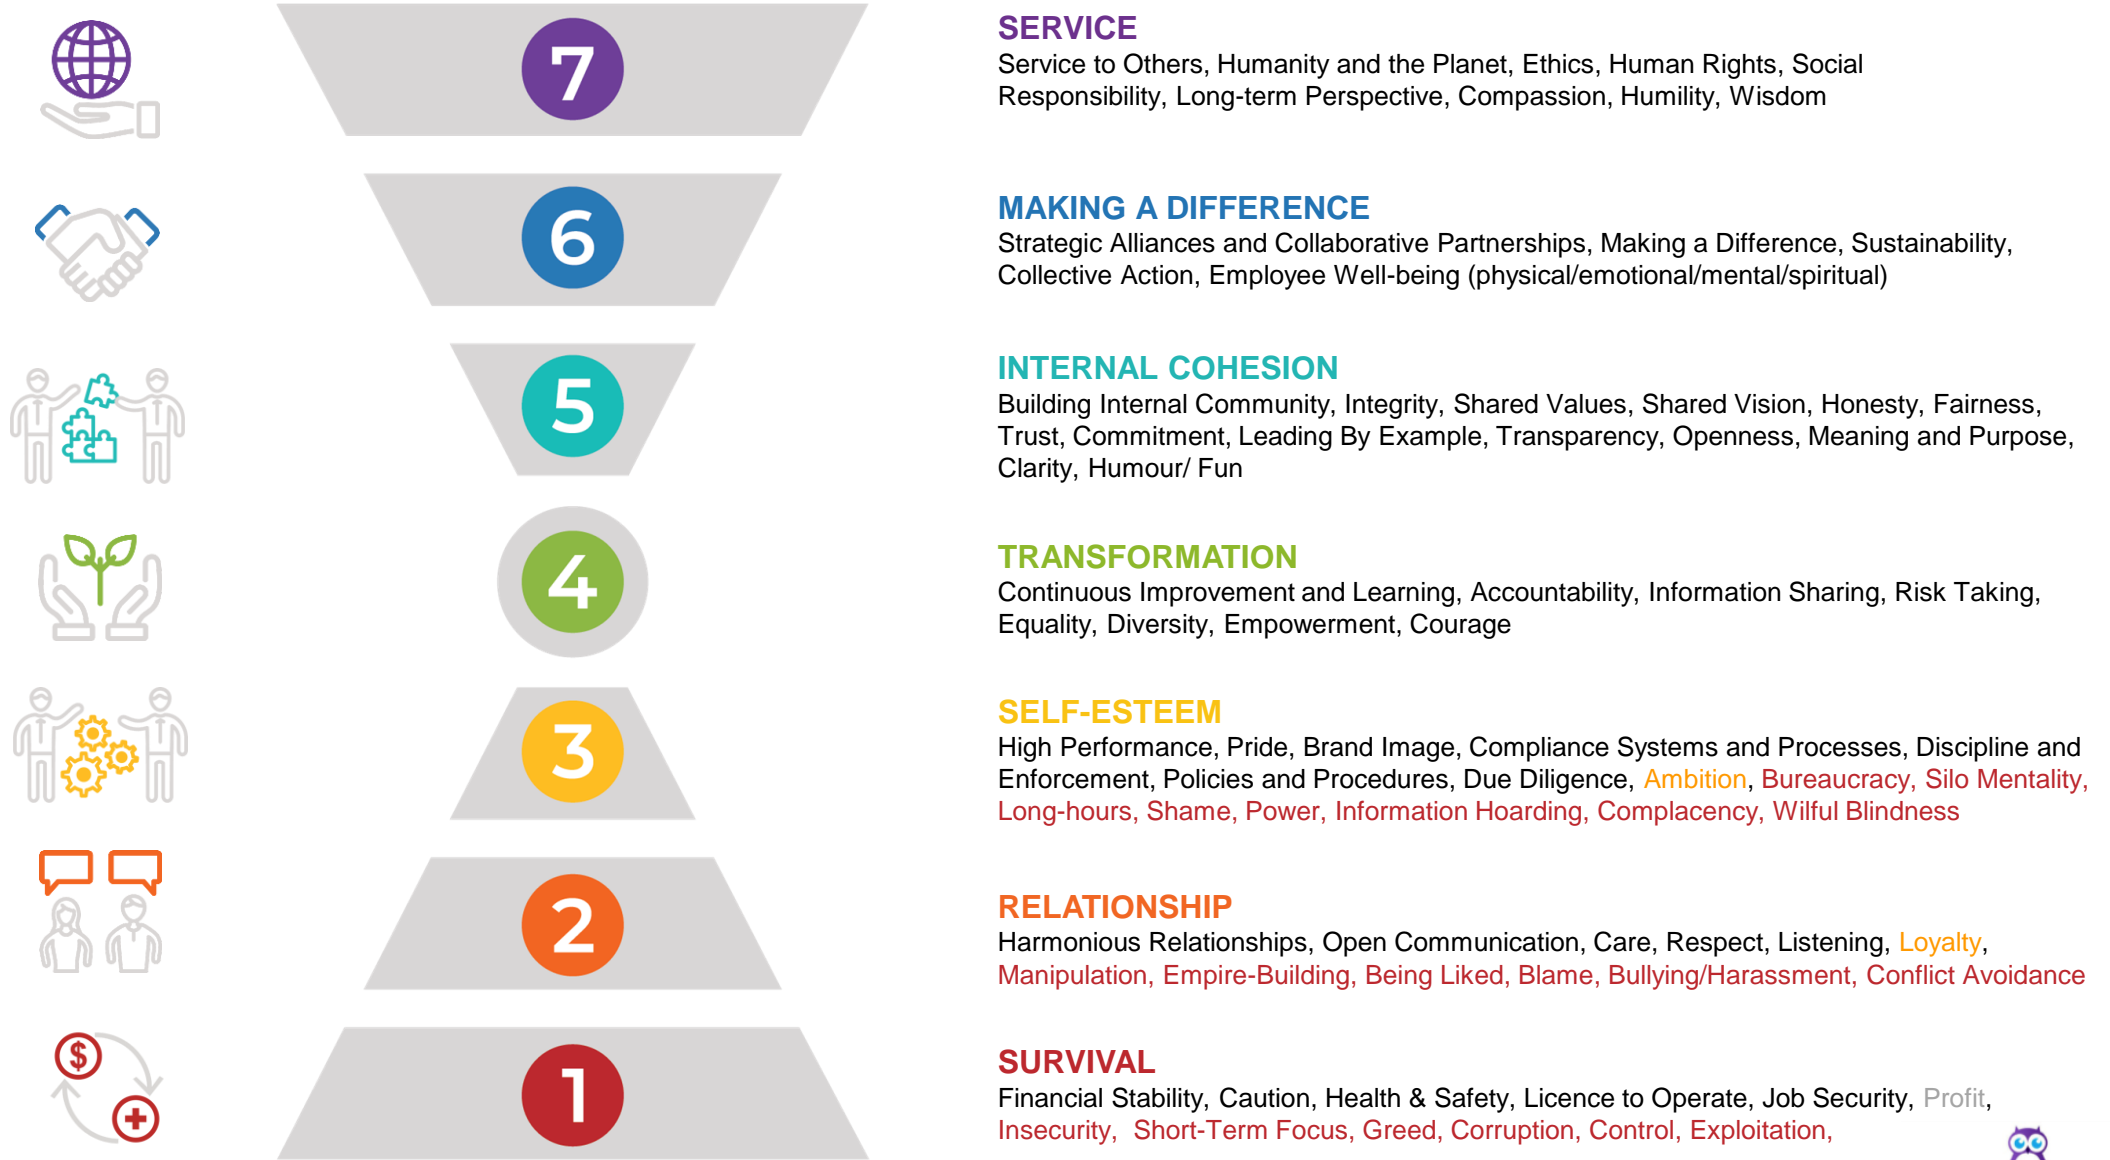 7
SERVICE
Service to Others, Humanity and the Planet, Ethics, Human Rights, Social
Responsibility, Long-term Perspective, Compassion, Humility, Wisdom
6
MAKING A DIFFERENCE
Strategic Alliances and Collaborative Partnerships, Making a Difference, Sustainability,
Collective Action, Employee Well-being (physical/emotional/mental/spiritual)
5
INTERNAL COHESION
Building Internal Community, Integrity, Shared Values, Shared Vision, Honesty, Fairness,
Trust, Commitment, Leading By Example, Transparency, Openness, Meaning and Purpose,
Clarity, Humour/ Fun
4
TRANSFORMATION
Continuous Improvement and Learning, Accountability, Information Sharing, Risk Taking,
Equality, Diversity, Empowerment, Courage
3
SELF-ESTEEM
High Performance, Pride, Brand Image, Compliance Systems and Processes, Discipline and
Enforcement, Policies and Procedures, Due Diligence, Ambition, Bureaucracy, Silo Mentality,
Long-hours, Shame, Power, Information Hoarding, Complacency, Wilful Blindness
2
RELATIONSHIP
Harmonious Relationships, Open Communication, Care, Respect, Listening, Loyalty,
Manipulation, Empire-Building, Being Liked, Blame, Bullying/Harassment, Conflict Avoidance
$
1
SURVIVAL
Financial Stability, Caution, Health & Safety, Licence to Operate, Job Security, Profit,
Insecurity, Short-Term Focus, Greed, Corruption, Control, Exploitation,